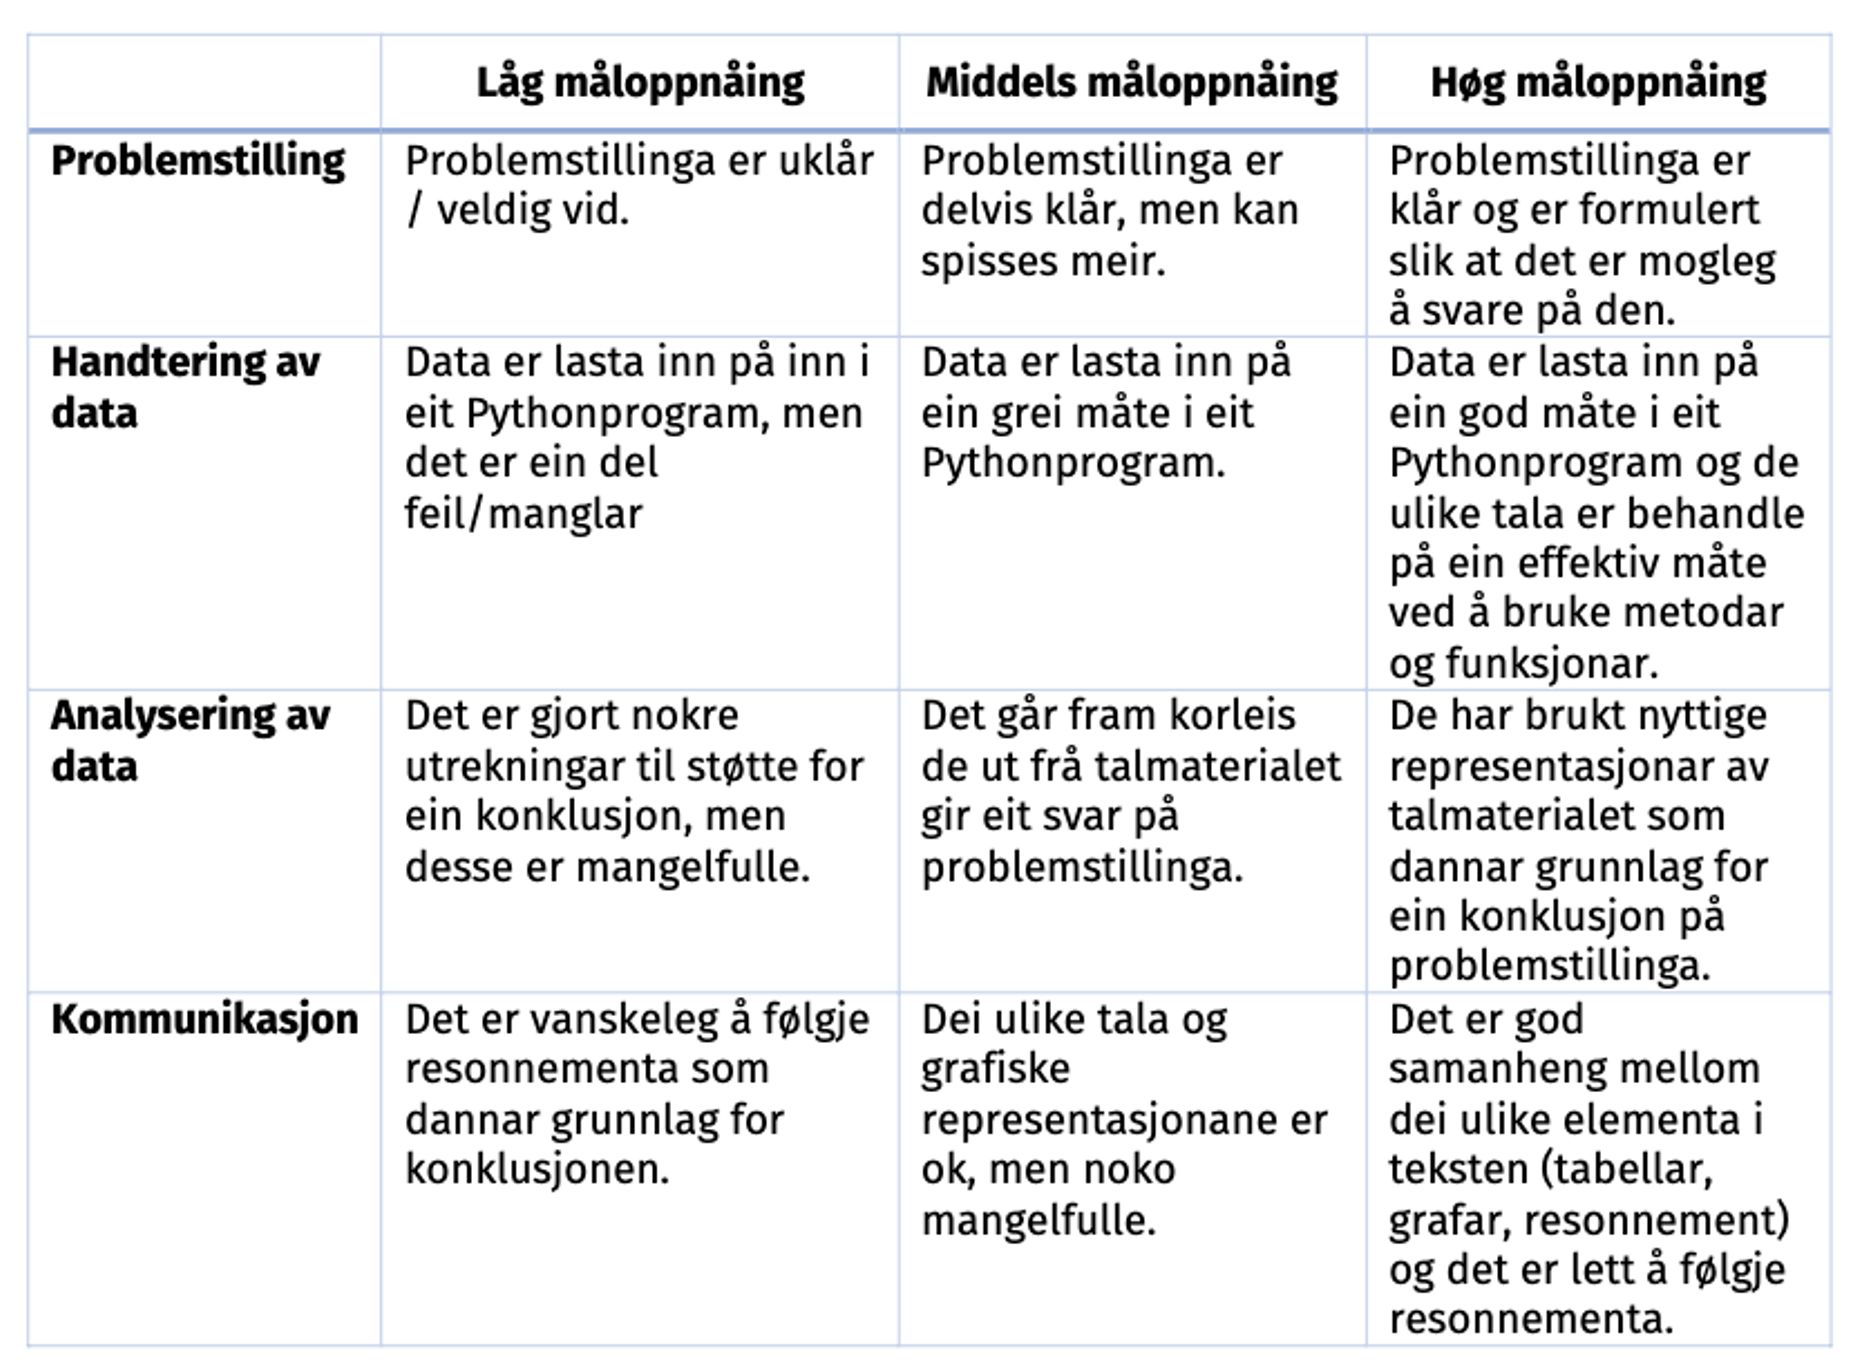 Låg måloppnåing
Middels måloppnåing
Høg måloppnåing
Problemstilling
Problemstillinga er uklår
/ veldig vid.
Problemstillinga er
delvis klår, men kan
spisses meir.
Problemstillinga er
klår og er formulert
slik at det er mogleg
å svare på den.
Handtering av
data
Data er lasta inn på inn i
eit Pythonprogram, men
det er ein del
feil/manglar
Data er lasta inn på
ein grei måte i eit
Pythonprogram.
Data er lasta inn på
ein god måte i eit
Pythonprogram og de
ulike tala er behandle
på ein effektiv måte
ved å bruke metodar
og funksjonar.
Analysering av
data
Det er gjort nokre
utrekningar til støtte for
ein konklusjon, men
desse er mangelfulle.
Det går fram korleis
de ut frå talmaterialet
gir eit svar på
problemstillinga.
De har brukt nyttige
representasjonar av
talmaterialet som
dannar grunnlag for
ein konklusjon på
problemstillinga.
Kommunikasjon
Det er vanskeleg å følgje
resonnementa som
dannar grunnlag for
konklusjonen.
Dei ulike tala og
grafiske
representasjonane er
ok, men noko
mangelfulle.
Det er god
samanheng mellom
dei ulike elementa i
teksten (tabellar,
grafar, resonnement)
og det er lett å følgje
resonnementa.